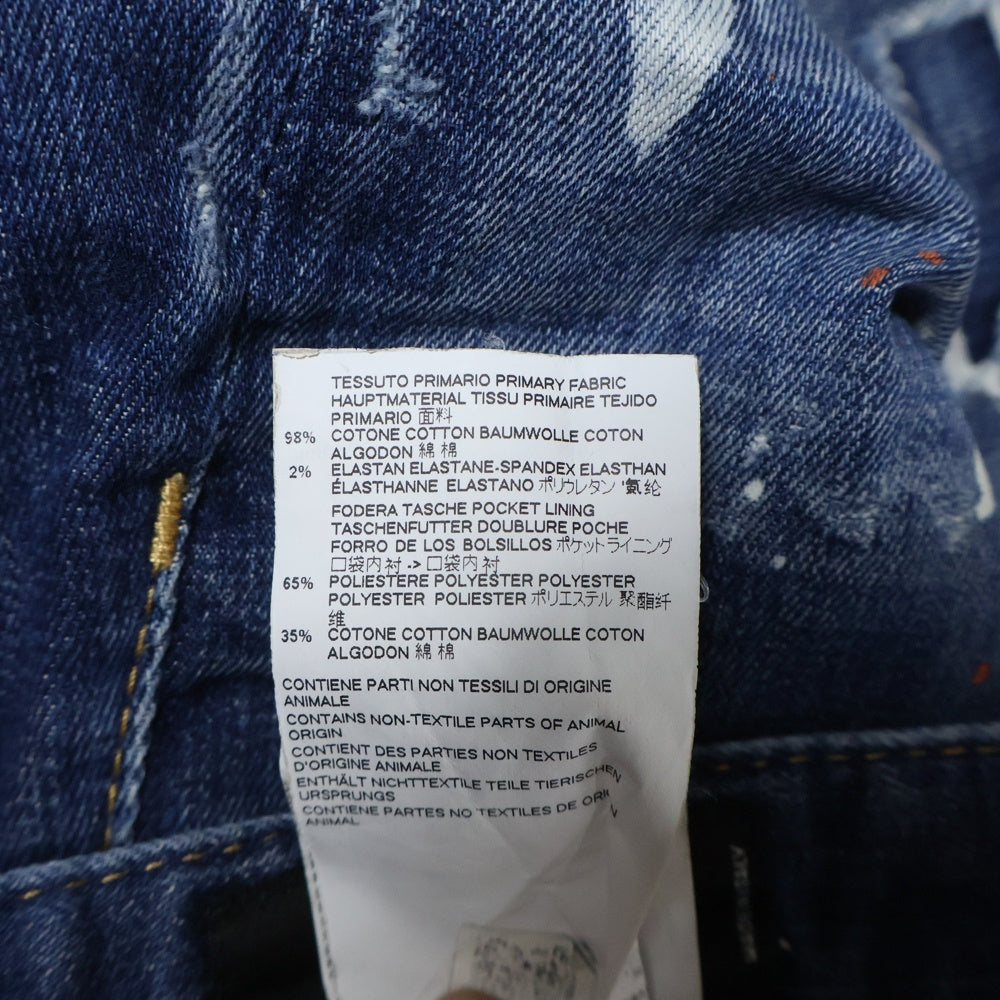 TESSUTO PRIMARIO PRIMARY FABRIC
HAUPTMATERIAL TISSU PRIMAIRE TEJIDO
PRIMARIO 面料
98% COTONE COTTON BAUMWOLLE COTON
ALGODON 綿 棉
2% ELASTAN ELASTANE-SPANDEX ELASTHAN
ÉLASTHANNE ELASTANO ポリウレタン '氨 纶
FODERA TASCHE POCKET LINING
TASCHENFUTTER DOUBLURE POCHE
FORRO DE LOS BOLSILLOS ポケットライニング
口袋内衬 -> 口袋内 衬
65% POLIESTERE POLYESTER POLYESTER
POLYESTER POLIESTER ポリエステル 聚酯纤
维
35% COTONE COTTON BAUMWOLLE COTON
ALGODON 綿 棉
CONTIENE PARTI NON TESSILI DI ORIGINE
ANIMALE
CONTAINS NON-TEXTILE PARTS OF ANIMAL
ORIGIN
CONTIENT DES PARTIES NON TEXTILES
D'ORIGINE ANIMALE
ENTHÄLT NICHTTEXTILE TEILE TIERISCHEN
URSPRUNGS
CONTIENE PARTES NO TEXTILES DE
ANIMAL